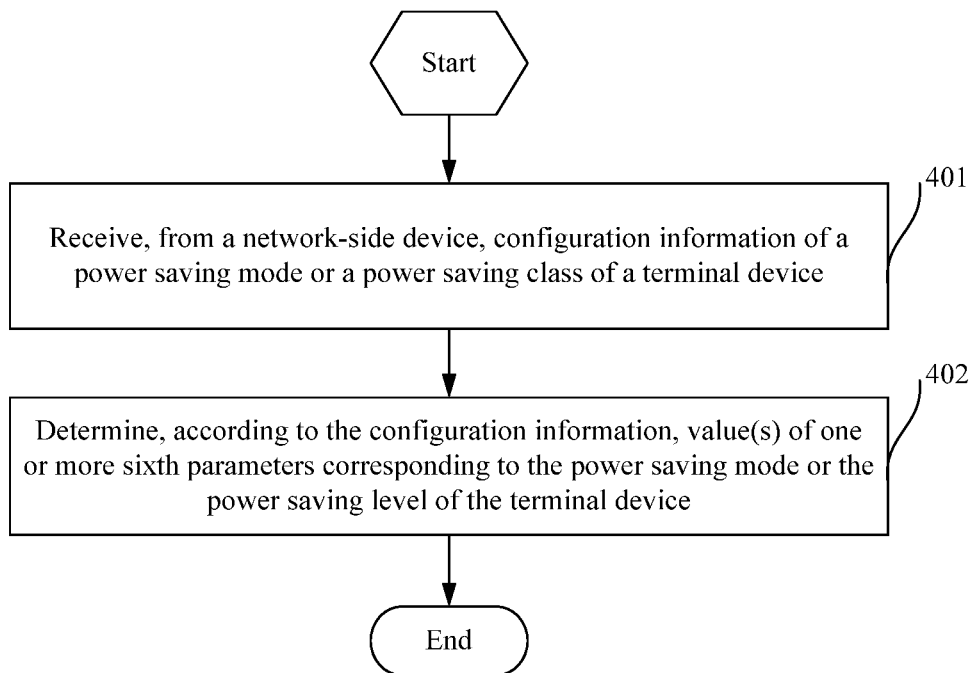 Start
401
Receive, from a network-side device, configuration information of a
power saving mode or a power saving class of a terminal device
402
Determine, according to the configuration information, value(s) of one
or more sixth parameters corresponding to the power saving mode or the
power saving level of the terminal device
End